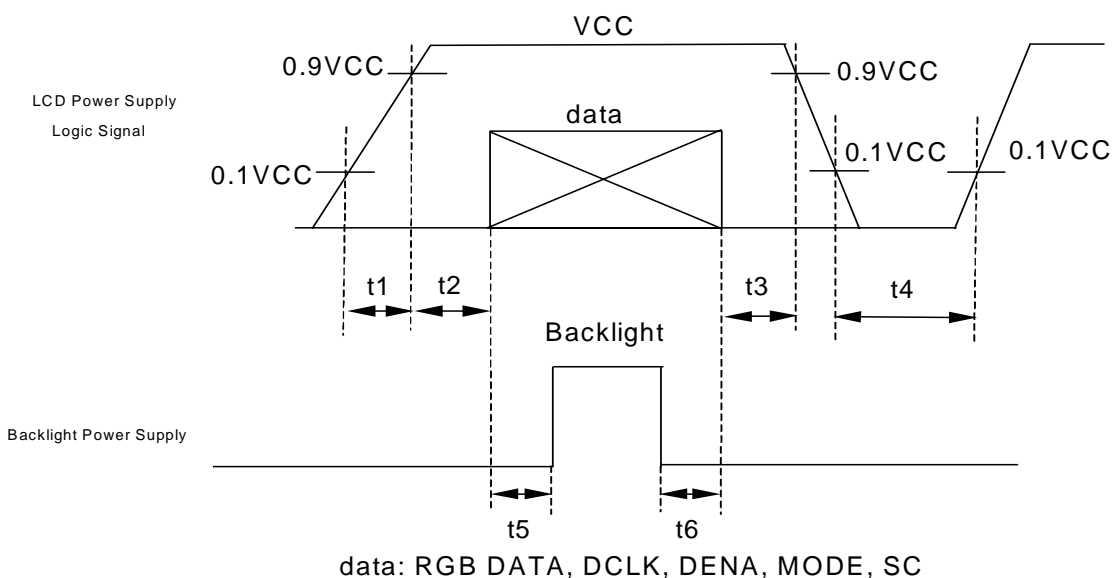 VCC
0.9VCC
0.9VCC
LCD Power Supply
Logic Signal
data
0.1VCC
0.1VCC
0.1VCC
t1
t2
t3
t4
Backlight
Backlight Power Supply
t5
t6
data: RGB DATA, DCLK, DENA, MODE, SC